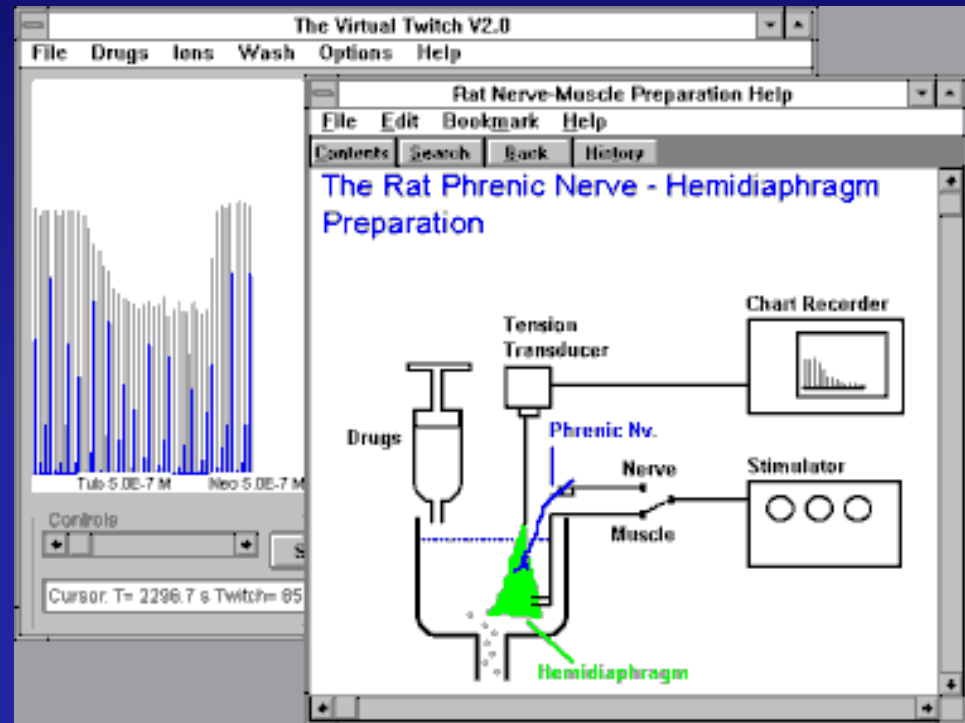 The Virtual Twitch V2.0
File Drugs Ions Wash Options Help
Tub 5.0E-7 M Neo 5.0E-7 M
Controls
S
Cursor: T= 2296.7 s Twitch= 85
Rat Nerve-Muscle Preparation Help
File Edit Bookmark Help
Contents Search Back History
The Rat Phrenic Nerve - Hemidiaphragm
Preparation
Chart Recorder
Tension
Transducer
Drugs
Phrenic Nv.
Nerve
Stimulator
Muscle
Hemidiaphragm